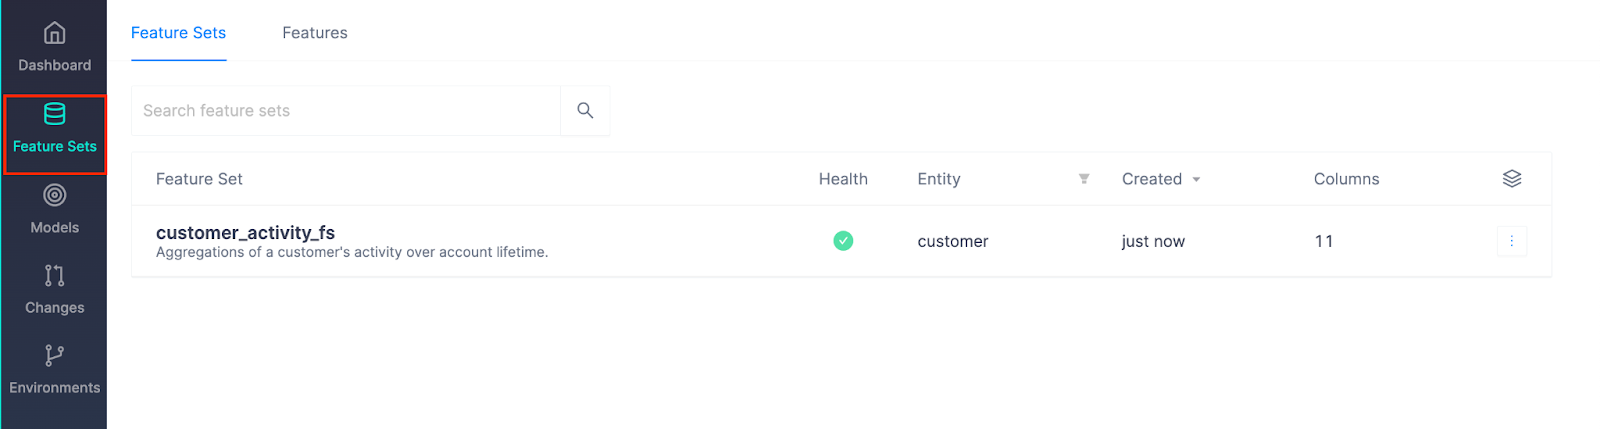 Dashboard
Feature Sets
Models
Changes
Environments
Feature Sets Features
Search feature sets
Feature Set Health Entity Created Columns
customer_activity_fs customer just now 11
Aggregations of a customer's activity over account lifetime.